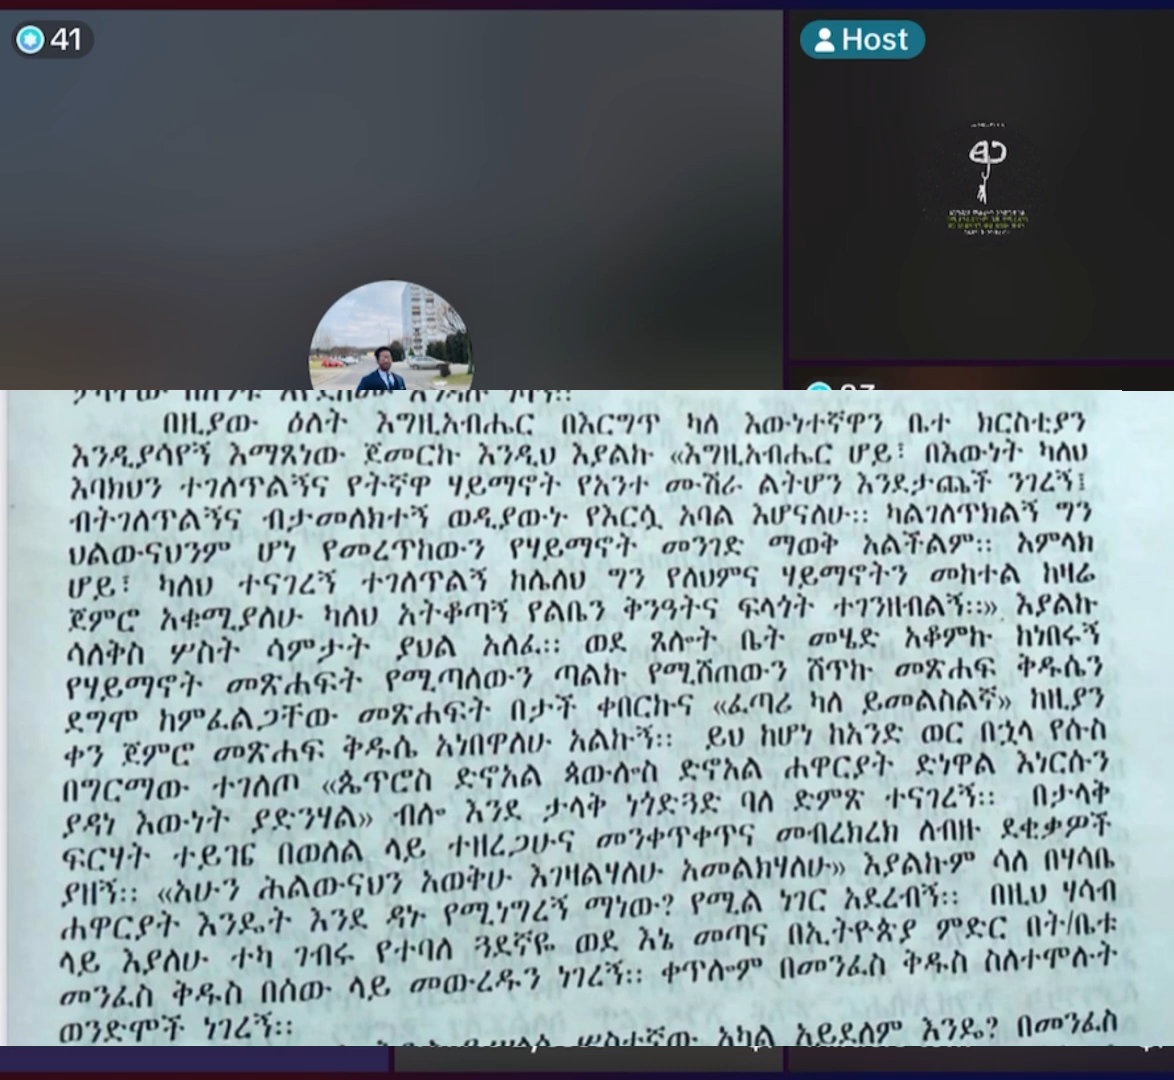 41
Host
በዚያው ዕለት እግዚአብሔር በእርግጥ ካለ እውነተኛዋን ቤተ ክርስቲያን
እንዲያሳየኝ እማጸነው ጀመርኩ እንዲህ እያልኩ «እግዚአብሔር ሆይ፣ በእውነት ካለህ
እባክህን ተገለጥልኝና የትኛዋ ሃይማኖት የአንተ ሙሽራ ልትሆን እንደታጨች ንገረኝ፤
ብትገለጥልኝና ብታመለክተኝ ወዲያውኑ የእርሷ አባል እሆናለሁ። ካልገለጥክልኝ ግን
ህልውናህንም ሆነ የመረጥከውን የሃይማኖት መንገድ ማወቅ አልችልም። አምላክ
ሆይ፣ ካለህ ተናገረኝ ተገለጥልኝ ከሌለህ ግን የለህምና ሃይማኖትን መከተል ከዛሬ
ጀምሮ አቁሚያለሁ ካለህ አትቆጣኝ የልቤን ቅንዓትና ፍላጎት ተገንዘብልኝ።» እያልኩ
ሳለቅስ ሦስት ሳምታት ያህል አለፈ። ወደ ጸሎት ቤት መሄድ አቆምኩ ከነበሩኝ
የሃይማኖት መጽሐፍት የሚጣለውን ጣልኩ የሚሸጠውን ሸጥኩ መጽሐፍ ቅዱሴን
ደግሞ ከምፈልጋቸው መጽሐፍት በታች ቀበርኩና «ፈጣሪ ካለ ይመልስልኛ» ከዚያን
ቀን ጀምሮ መጽሐፍ ቅዱሴ አነበዋለሁ አልኩኝ። ይህ ከሆነ ከአንድ ወር በኋላ የሱስ
በግርማው ተገለጦ «ጴጥሮስ ድኖአል ጳውሎስ ድኖአል ሐዋርያት ድነዋል እነርሱን
ያዳነ እውነት ያድንሃል» ብሎ እንደ ታላቅ ነጎድጓድ ባለ ድምጽ ተናገረኝ። በታላቅ
ፍርሃት ተይዤ በወለል ላይ ተዘረጋሁና መንቀጥቀጥና መብረክረክ ለብዙ ደቂቃዎች
ያዘኝ። «አሁን ሕልውናህን አወቅሁ እገዛልሃለሁ አመልክሃለሁ» እያልኩም ሳለ በሃሳቤ
ሐዋርያት እንዴት እንደ ዳኑ የሚነግረኝ ማነው? የሚል ነገር አደረብኝ። በዚህ ሃሳብ
ላይ እያለሁ ተካ ገብሩ የተባለ ጓደኛዬ ወደ እኔ መጣና በኢትዮጵያ ምድር በት/ቤቱ
መንፈስ ቅዱስ በሰው ላይ መውረዱን ነገረኝ። ቀጥሎም በመንፈስ ቅዱስ ስለተሞሉት
ወንድሞች ነገረኝ።
ሦስተኛው አካል አይደለም እንዴ? በመንፈስ